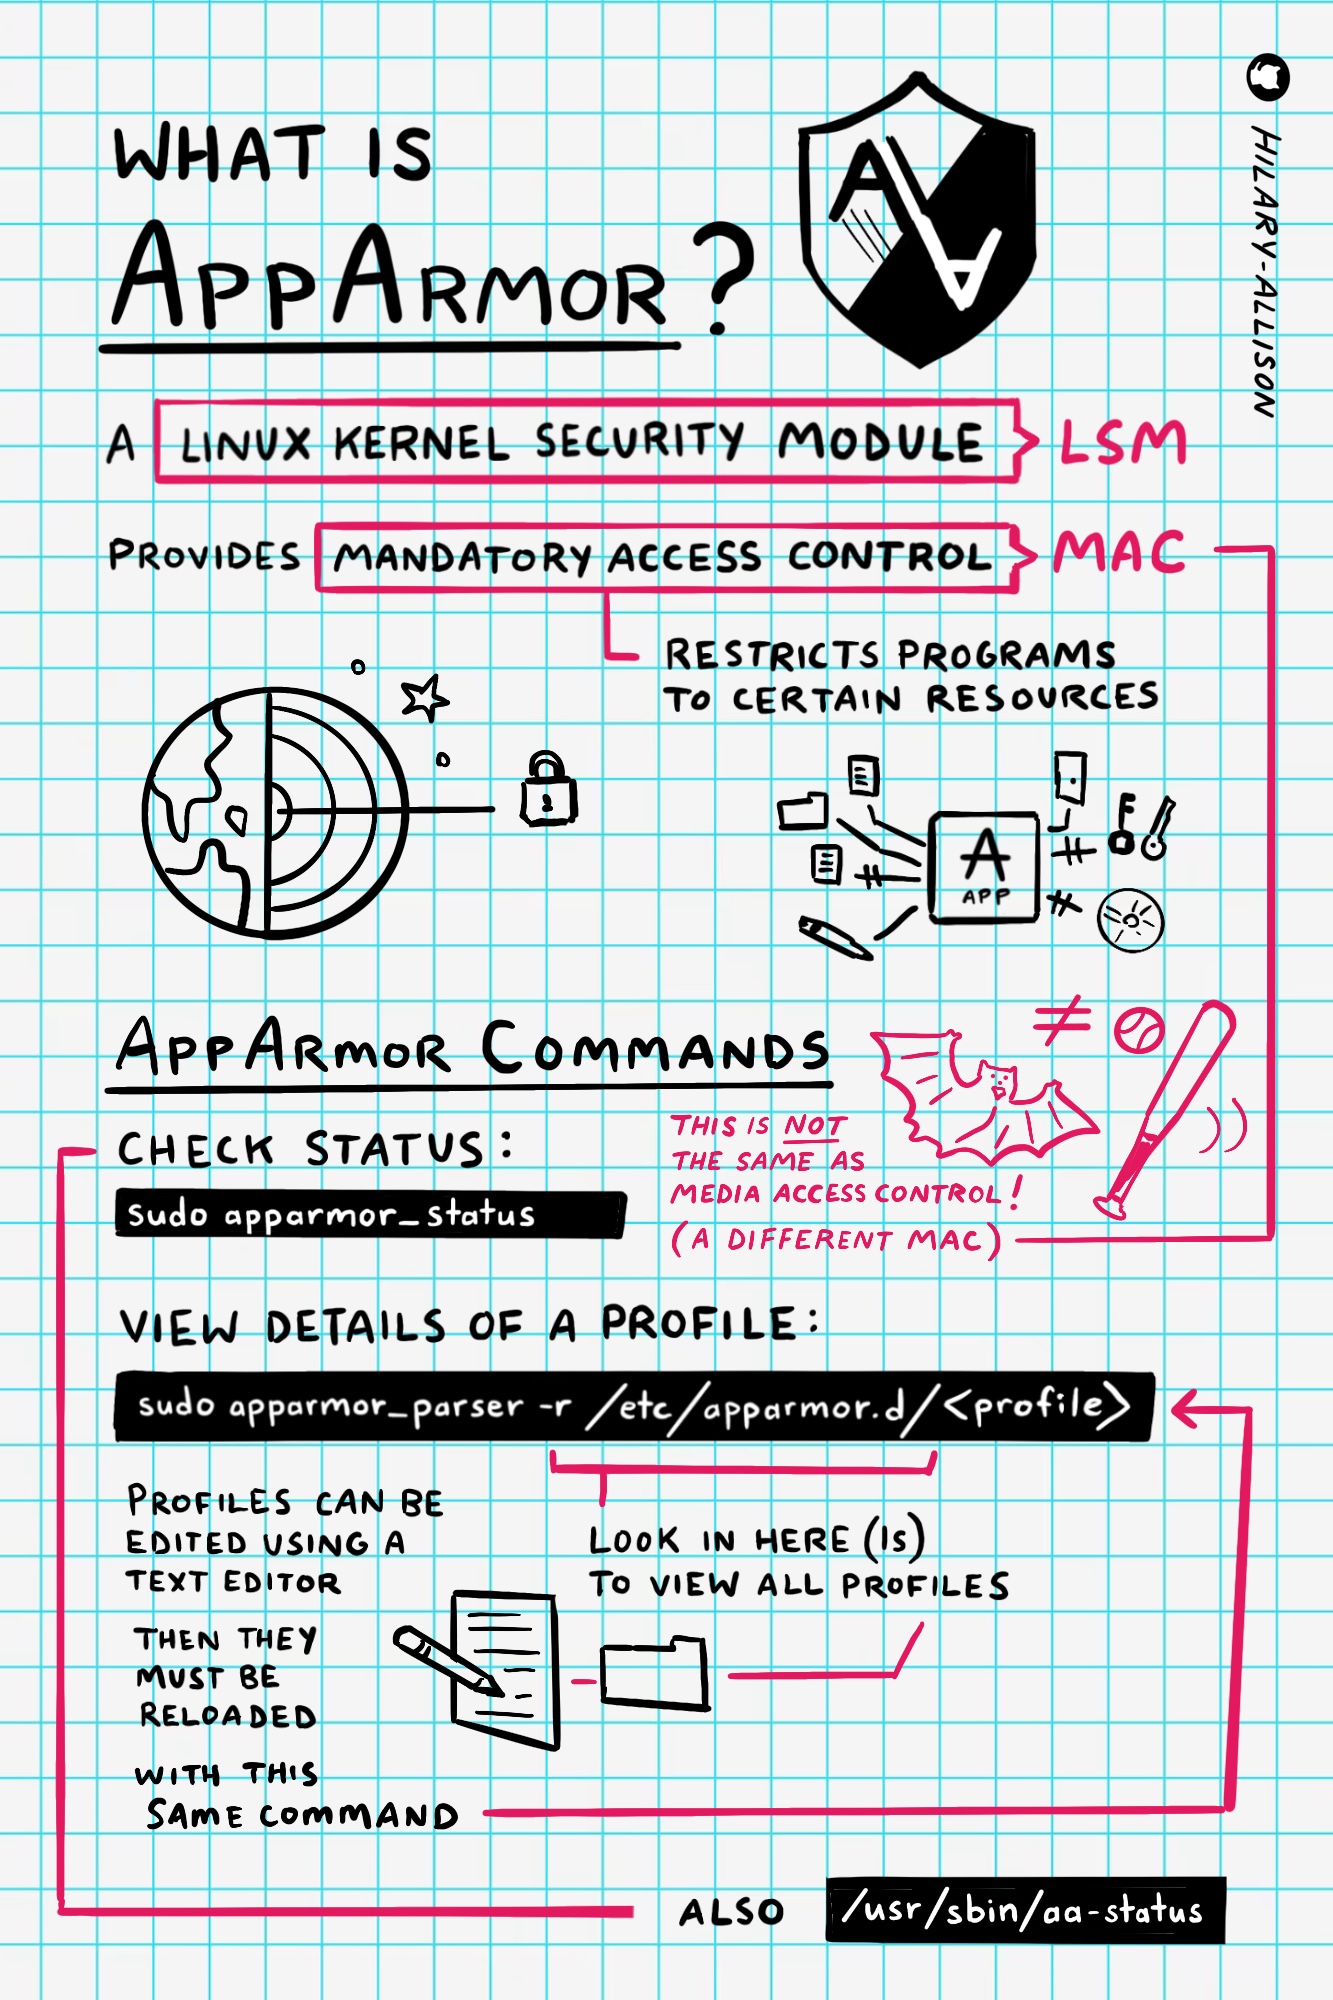 WHAT IS
APPARMOR?
A
A
HILARY-ALLISON
A LINUX KERNEL SECURITY MODULE LSM
PROVIDES MANDATORY ACCESS CONTROL MAC
RESTRICTS PROGRAMS
TO CERTAIN RESOURCES
A
APP
APPARMOR COMMANDS
≠
THIS IS NOT
THE SAME AS
MEDIA ACCESS CONTROL!
(A DIFFERENT MAC)
CHECK STATUS:
sudo apparmor_status
VIEW DETAILS OF A PROFILE:
sudo apparmor_parser -r /etc/apparmor.d/<profile>
PROFILES CAN BE
EDITED USING A
TEXT EDITOR
THEN THEY
MUST BE
RELOADED
WITH THIS
SAME COMMAND
LOOK IN HERE (ls)
TO VIEW ALL PROFILES
ALSO /usr/sbin/aa-status